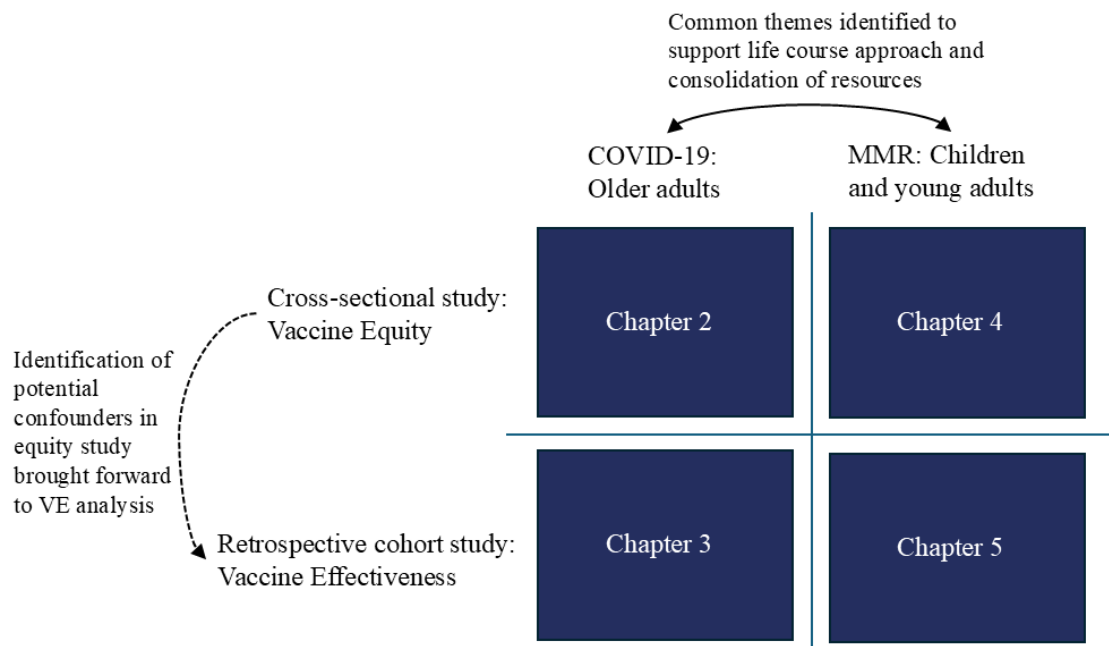 Common themes identified to
support life course approach and
consolidation of resources
COVID-19:
Older adults
MMR: Children
and young adults
Cross-sectional study:
Vaccine Equity
Chapter 2
Chapter 4
Identification of
potential
confounders in
equity study
brought forward
to VE analysis
Retrospective cohort study:
Vaccine Effectiveness
Chapter 3
Chapter 5